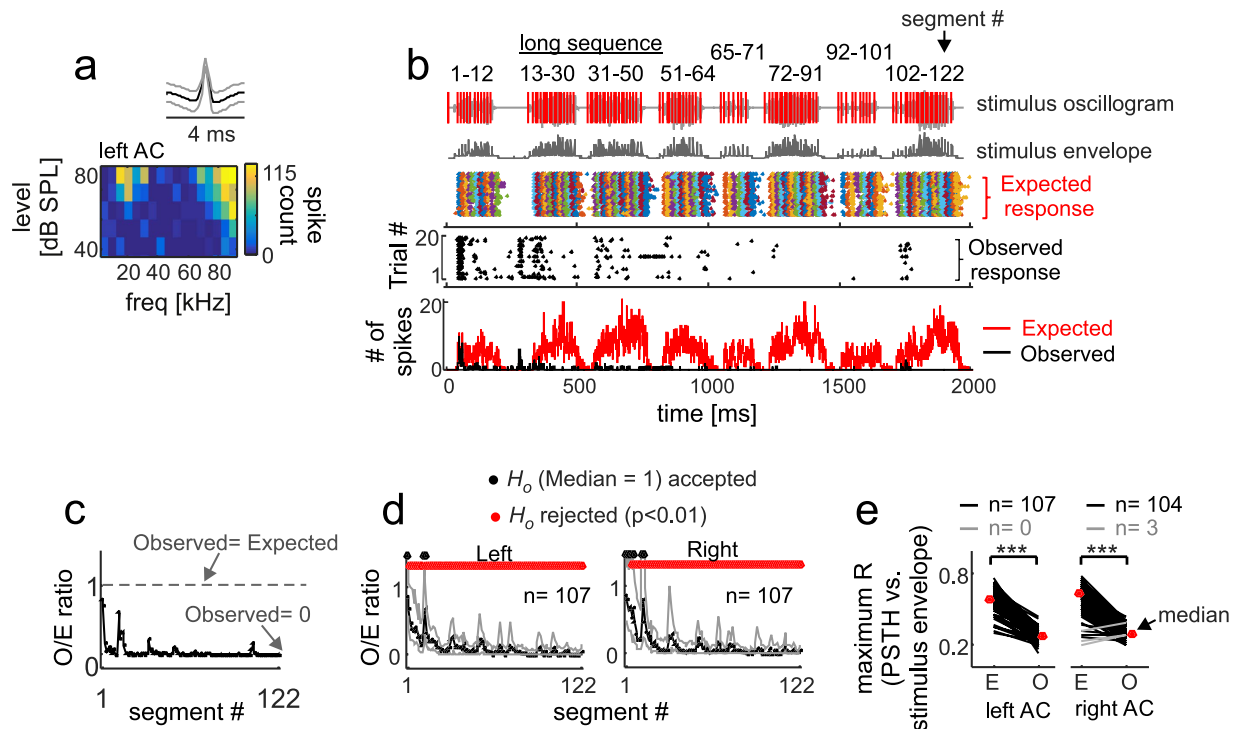 a
4 ms
left AC
level
[dB SPL]
80
40
20 40 60 80
freq [kHz]
115
0
spike
count
b
segment #
long sequence
65-71
92-101
1-12
13-30
31-50
51-64
72-91
102-122
stimulus oscillogram
stimulus envelope
Expected
response
Trial #
20
1
Observed
response
# of
spikes
20
0
Expected
Observed
0 500 1000 1500 2000
time [ms]
c
Observed= Expected
Observed= 0
O/E ratio
1
0
1 122
segment #
Ho (Median = 1) accepted
Ho rejected (p<0.01)
d
Left
n= 107
O/E ratio
1
0
1 122
segment #
Right
n= 107
1
0
1 122
segment #
e
n= 107
n= 0
n= 104
n= 3
***
***
maximum R
(PSTH vs.
stimulus envelope)
0.8
0.2
median
E O E O
left AC right AC